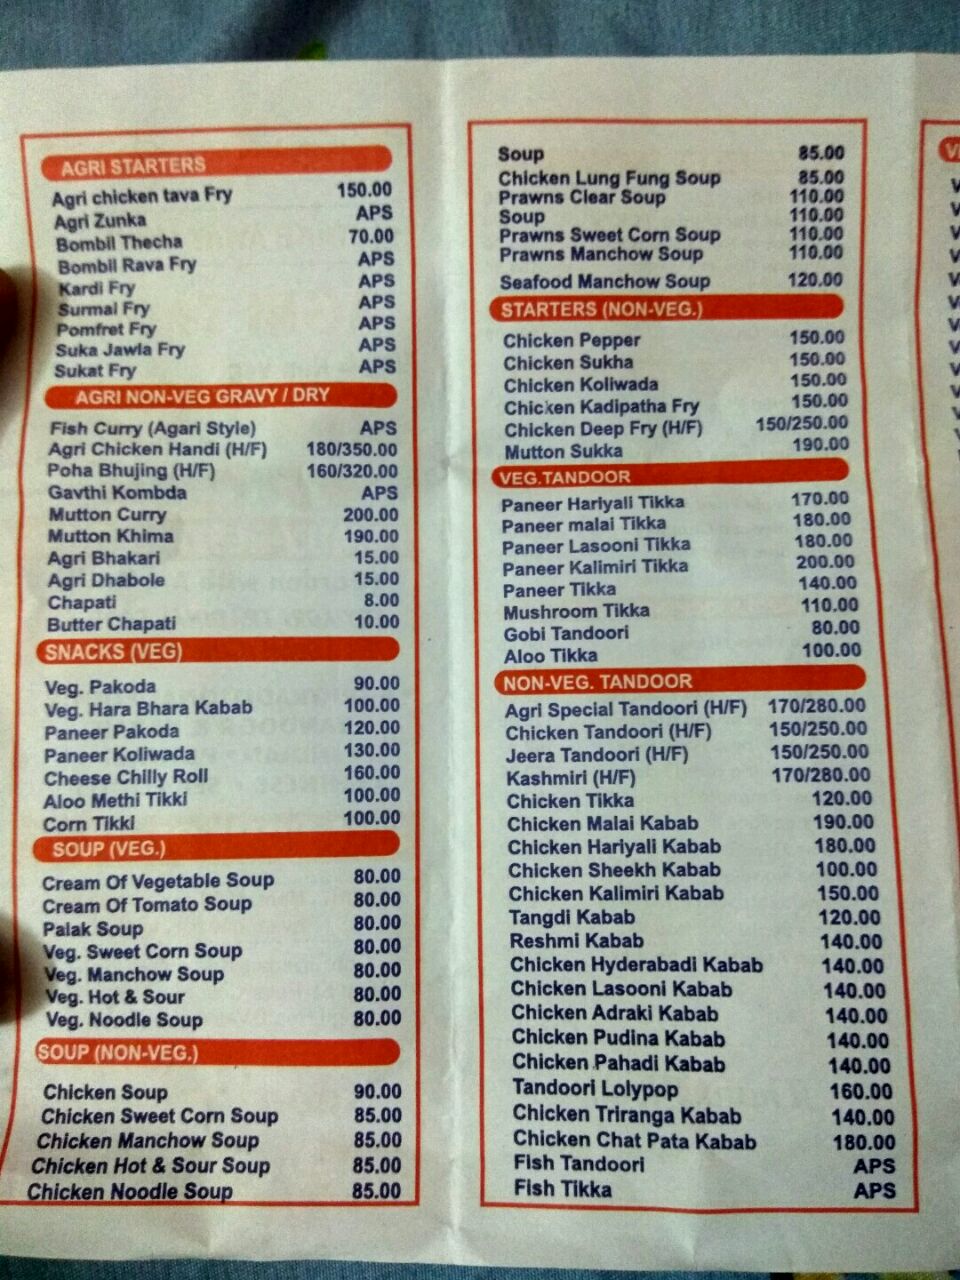 AGRI STARTERS
Agri chicken tava Fry 150.00
Agri Zunka APS
Bombil Thecha 70.00
Bombil Rava Fry APS
Kardi Fry APS
Surmai Fry APS
Pomfret Fry APS
Suka Jawla Fry APS
Sukat Fry APS
AGRI NON-VEG GRAVY / DRY
Fish Curry (Agari Style) APS
Agri Chicken Handi (H/F) 180/350.00
Poha Bhujing (H/F) 160/320.00
Gavthi Kombda APS
Mutton Curry 200.00
Mutton Khima 190.00
Agri Bhakari 15.00
Agri Dhabole 15.00
Chapati 8.00
Butter Chapati 10.00
SNACKS (VEG)
Veg. Pakoda 90.00
Veg. Hara Bhara Kabab 100.00
Paneer Pakoda 120.00
Paneer Koliwada 130.00
Cheese Chilly Roll 160.00
Aloo Methi Tikki 100.00
Corn Tikki 100.00
SOUP (VEG.)
Cream Of Vegetable Soup 80.00
Cream Of Tomato Soup 80.00
Palak Soup 80.00
Veg. Sweet Corn Soup 80.00
Veg. Manchow Soup 80.00
Veg. Hot & Sour 80.00
Veg. Noodle Soup 80.00
SOUP (NON-VEG.)
Chicken Soup 90.00
Chicken Sweet Corn Soup 85.00
Chicken Manchow Soup 85.00
Chicken Hot & Sour Soup 85.00
Chicken Noodle Soup 85.00
Soup 85.00
Chicken Lung Fung Soup 85.00
Prawns Clear Soup 110.00
Soup 110.00
Prawns Sweet Corn Soup 110.00
Prawns Manchow Soup 110.00
Seafood Manchow Soup 120.00
STARTERS (NON-VEG.)
Chicken Pepper 150.00
Chicken Sukha 150.00
Chicken Koliwada 150.00
Chicken Kadipatha Fry 150.00
Chicken Deep Fry (H/F) 150/250.00
Mutton Sukka 190.00
VEG.TANDOOR
Paneer Hariyali Tikka 170.00
Paneer malai Tikka 180.00
Paneer Lasooni Tikka 180.00
Paneer Kalimiri Tikka 200.00
Paneer Tikka 140.00
Mushroom Tikka 110.00
Gobi Tandoori 80.00
Aloo Tikka 100.00
NON-VEG. TANDOOR
Agri Special Tandoori (H/F) 170/280.00
Chicken Tandoori (H/F) 150/250.00
Jeera Tandoori (H/F) 150/250.00
Kashmiri (H/F) 170/280.00
Chicken Tikka 120.00
Chicken Malai Kabab 190.00
Chicken Hariyali Kabab 180.00
Chicken Sheekh Kabab 100.00
Chicken Kalimiri Kabab 150.00
Tangdi Kabab 120.00
Reshmi Kabab 140.00
Chicken Hyderabadi Kabab 140.00
Chicken Lasooni Kabab 140.00
Chicken Adraki Kabab 140.00
Chicken Pudina Kabab 140.00
Chicken Pahadi Kabab 140.00
Tandoori Lolypop 160.00
Chicken Triranga Kabab 140.00
Chicken Chat Pata Kabab 180.00
Fish Tandoori APS
Fish Tikka APS